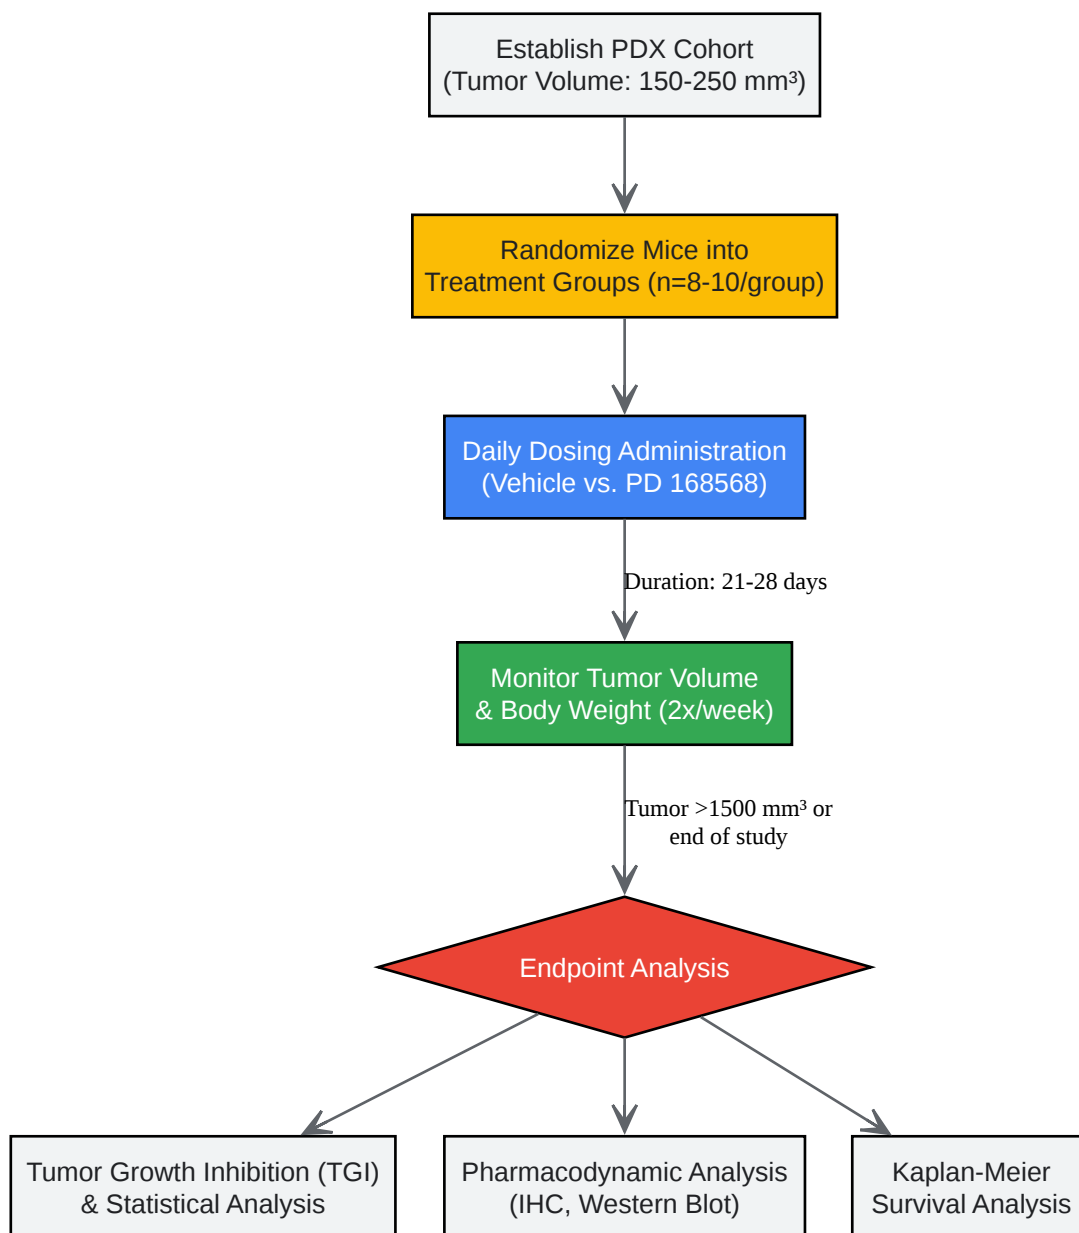 Establish PDX Cohort
(Tumor Volume: 150-250 mm³)
Randomize Mice into
Treatment Groups (n=8-10/group)
Daily Dosing Administration
(Vehicle vs. PD 168568)
Duration: 21-28 days
Monitor Tumor Volume
& Body Weight (2x/week)
Tumor >1500 mm³ or
end of study
Endpoint Analysis
Tumor Growth Inhibition (TGI)
& Statistical Analysis
Pharmacodynamic Analysis
(IHC, Western Blot)
Kaplan-Meier
Survival Analysis